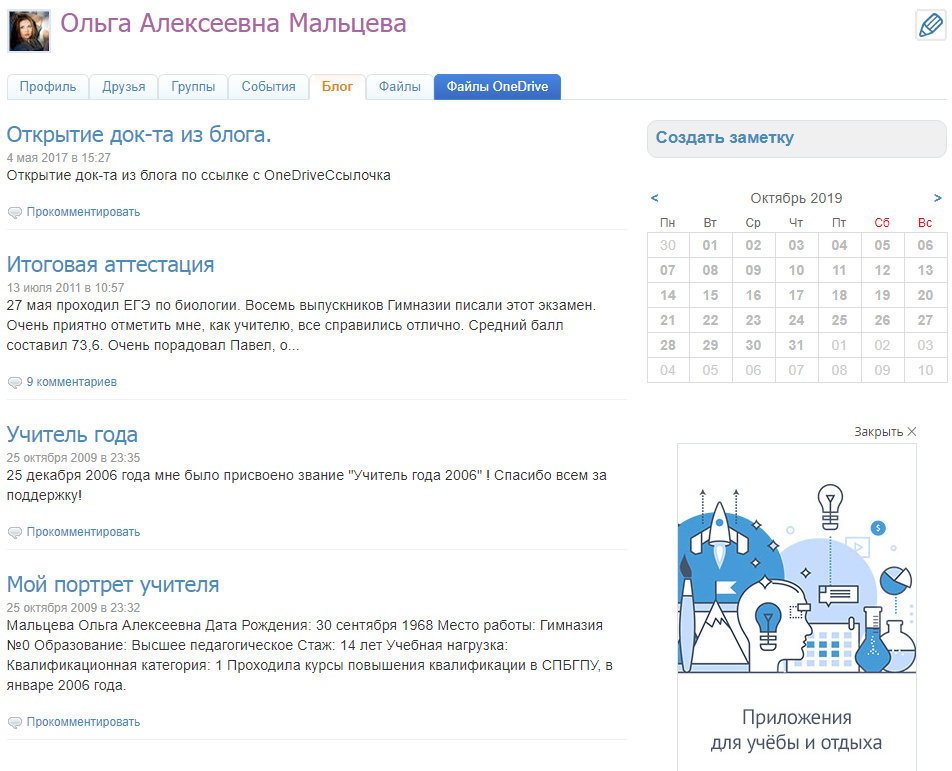 Ольга Алексеевна Мальцева
Профиль Друзья Группы События Блог Файлы Файлы OneDrive
Открытие док-та из блога.
4 мая 2017 в 15:27
Открытие док-та из блога по ссылке с OneDriveСсылочка
Прокомментировать
Итоговая аттестация
13 июля 2011 в 10:57
27 мая проходил ЕГЭ по биологии. Восемь выпускников Гимназии писали этот экзамен.
Очень приятно отметить мне, как учителю, все справились отлично. Средний балл
составил 73,6. Очень порадовал Павел, о...
9 комментариев
Учитель года
25 октября 2009 в 23:35
25 декабря 2006 года мне было присвоено звание "Учитель года 2006" ! Спасибо всем за
поддержку!
Прокомментировать
Мой портрет учителя
25 октября 2009 в 23:32
Мальцева Ольга Алексеевна Дата Рождения: 30 сентября 1968 Место работы: Гимназия
№0 Образование: Высшее педагогическое Стаж: 14 лет Учебная нагрузка:
Квалификационная категория: 1 Проходила курсы повышения квалификации в СПБГПУ, в
январе 2006 года.
Прокомментировать
Создать заметку
< Октябрь 2019 >
Пн Вт Ср Чт Пт Сб Вс
30 01 02 03 04 05 06
07 08 09 10 11 12 13
14 15 16 17 18 19 20
21 22 23 24 25 26 27
28 29 30 31 01 02 03
04 05 06 07 08 09 10
Закрыть
$
Приложения
для учёбы и отдыха